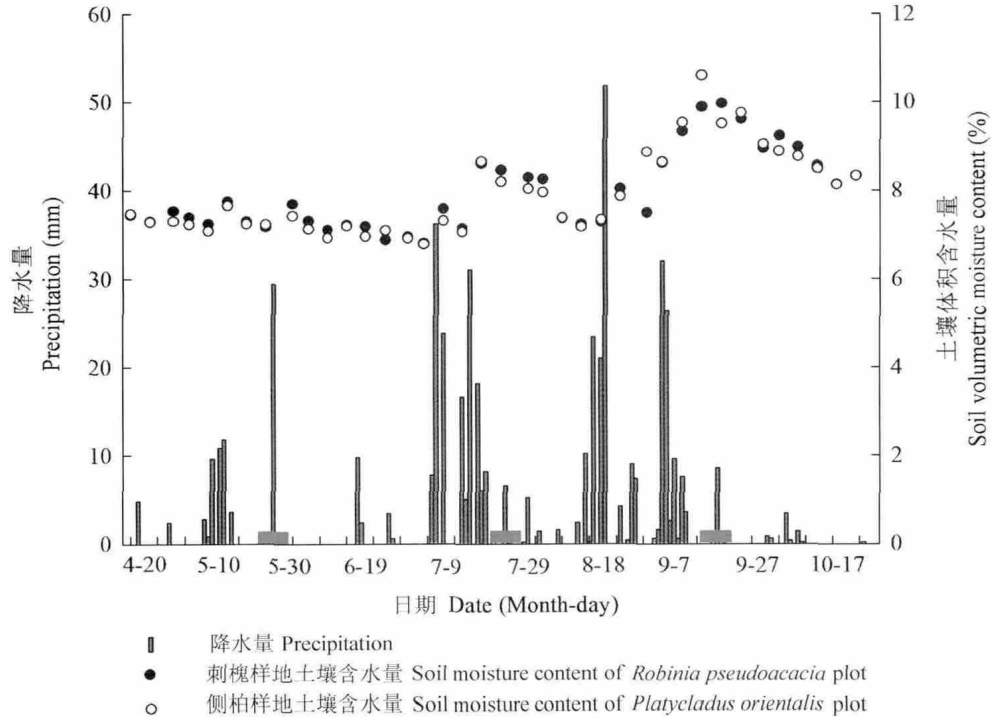 60
50
40
30
20
10
0
降水量
Precipitation (mm)
12
10
8
6
4
2
0
土壤体积含水量
Soil volumetric moisture content (%)
4-20 5-10 5-30 6-19 7-9 7-29 8-18 9-7 9-27 10-17
日期 Date (Month-day)
降水量 Precipitation
刺槐样地土壤含水量 Soil moisture content of Robinia pseudoacacia plot
侧柏样地土壤含水量 Soil moisture content of Platycladus orientalis plot